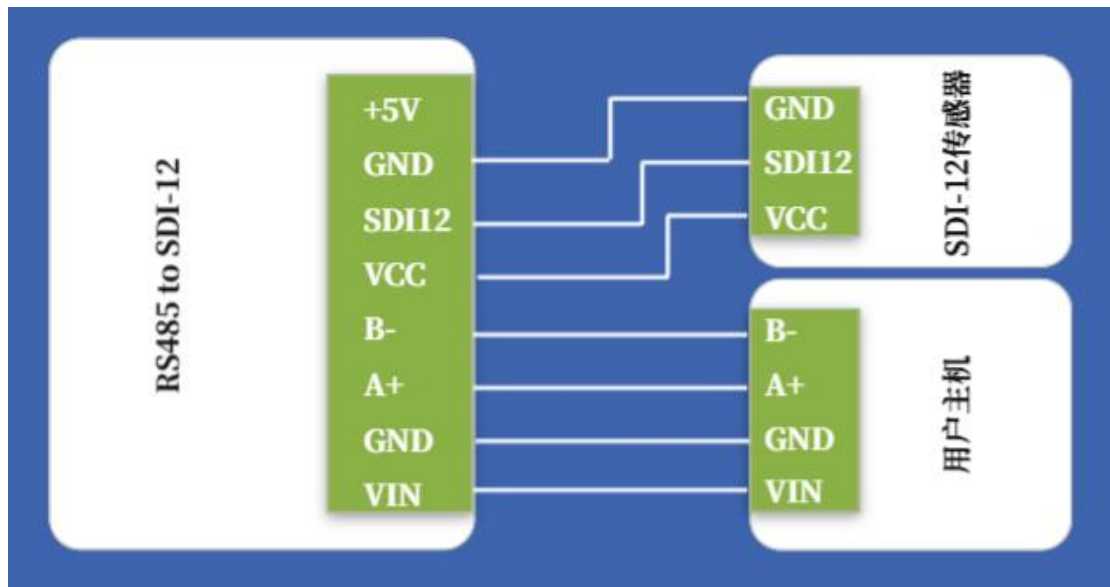 RS485 to SDI-12
+5V
GND
SDI12
VCC
B-
A+
GND
VIN
GND
SDI12
VCC
SDI-12传感器
B-
A+
GND
VIN
用户主机